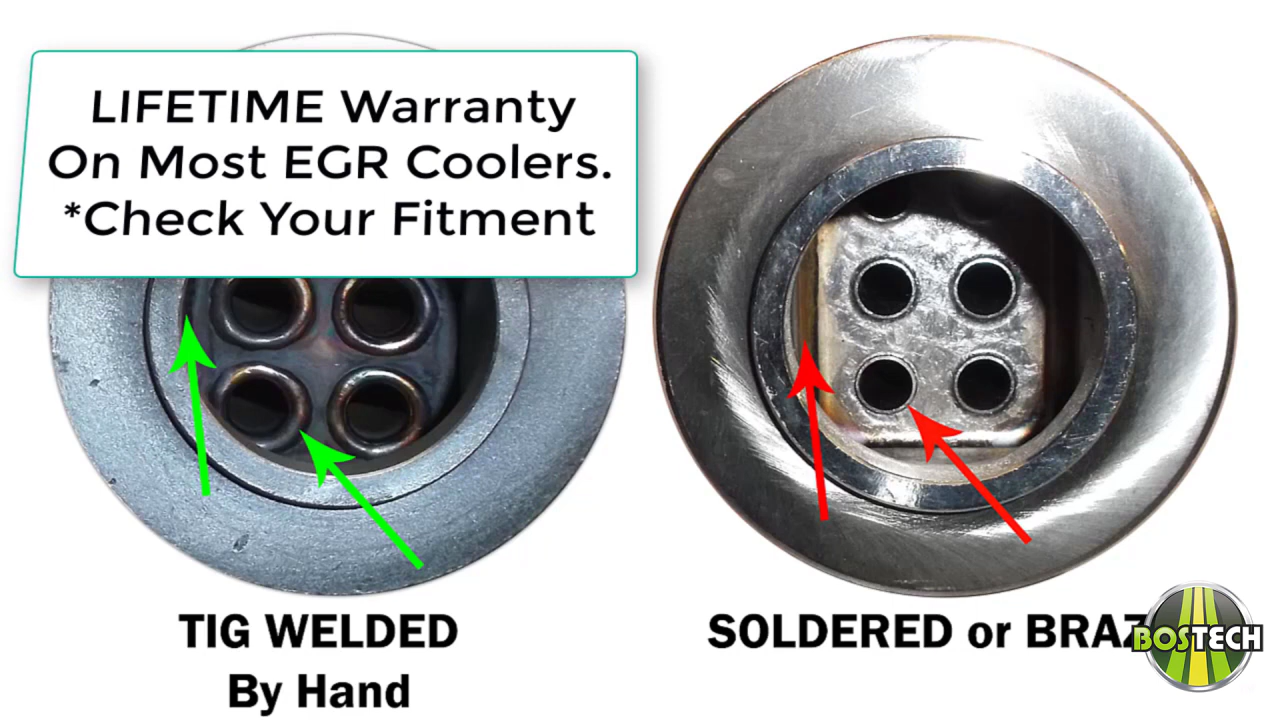 LIFETIME Warranty
On Most EGR Coolers.
*Check Your Fitment
TIG WELDED
By Hand
SOLDERED or
BOSTECH